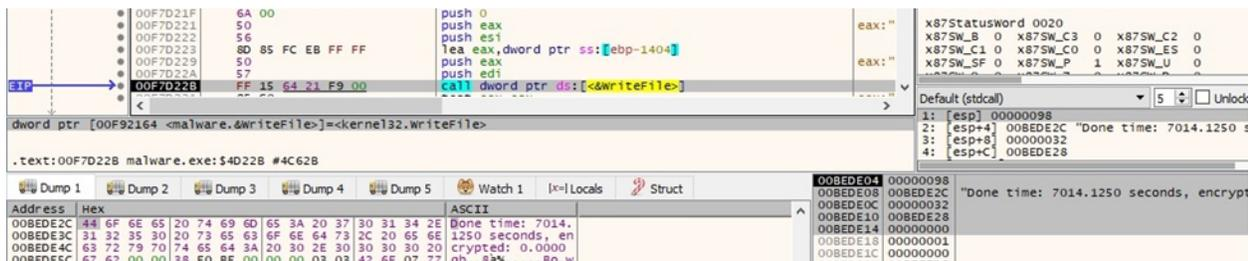 00F7D21F 6A 00 push 0
00F7D221 50 push eax eax:"
00F7D222 56 push esi
00F7D223 8D 85 FC EB FF FF lea eax,dword ptr ss:[ebp-1404]
00F7D229 50 push eax eax:"
00F7D22A 57 push edi
EIP 00F7D22B FF 15 64 21 F9 00 call dword ptr ds:[<&WriteFile>]
dword ptr [00F92164 <malware.&WriteFile>]=<kernel32.WriteFile>
.text:00F7D22B malware.exe:$4D22B #4C62B
x87StatusWord 0020
x87SW_B 0 x87SW_C3 0 x87SW_C2 0
x87SW_C1 0 x87SW_C0 0 x87SW_ES 0
x87SW_SF 0 x87SW_P 1 x87SW_U 0
Default (stdcall) 5 Unlock
1: [esp] 00000098
2: [esp+4] 00BEDE2C "Done time: 7014.1250 s
3: [esp+8] 00000032
4: [esp+C] 00BEDE28
Dump 1 Dump 2 Dump 3 Dump 4 Dump 5 Watch 1 [x=] Locals Struct
Address Hex ASCII
00BEDE2C 44 6F 6E 65 20 74 69 6D 65 3A 20 37 30 31 34 2E Done time: 7014.
00BEDE3C 31 32 35 30 20 73 65 63 6F 6E 64 73 2C 20 65 6E 1250 seconds, en
00BEDE4C 63 72 79 70 74 65 64 3A 20 30 2E 30 30 30 30 20 crypted: 0.0000
00BEDE04 00000098
00BEDE08 00BEDE2C "Done time: 7014.1250 seconds, encrypt
00BEDE0C 00000032
00BEDE10 00BEDE28
00BEDE14 00000000
00BEDE18 00000001
00BEDE1C 00000000